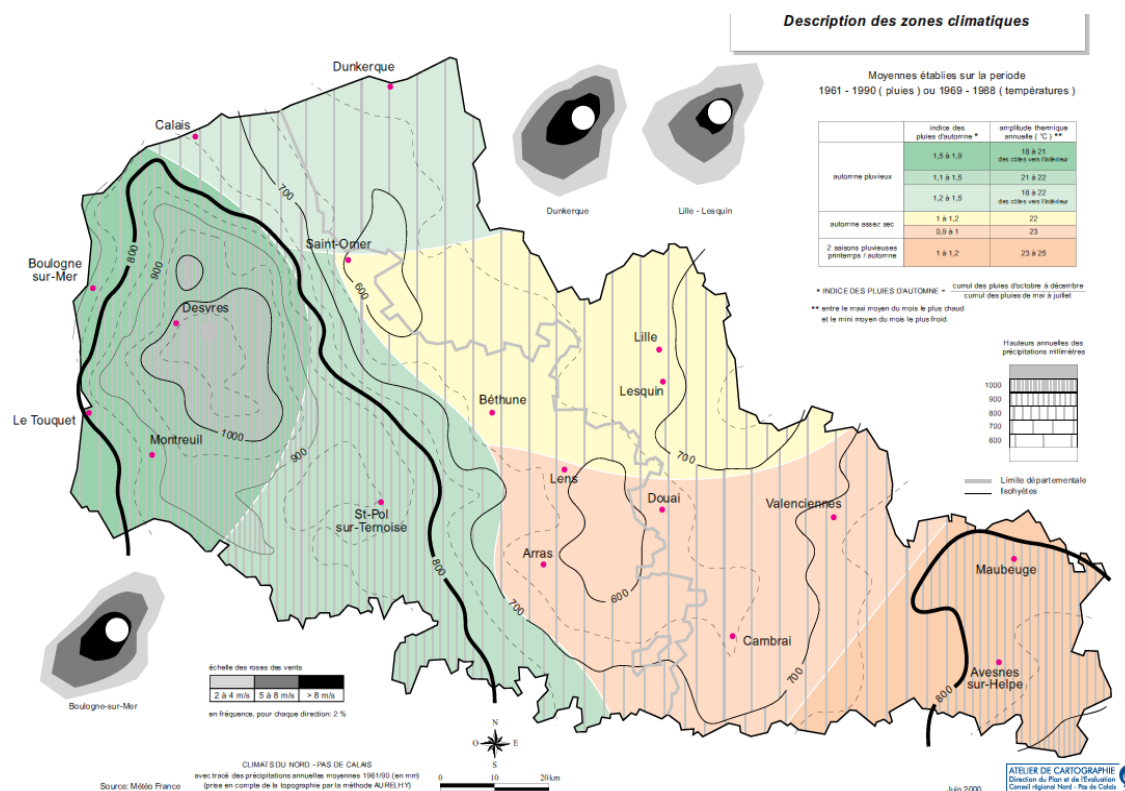 Description des zones climatiques
Moyennes établies sur la periode
1961 - 1990 ( pluies ) ou 1969 - 1988 ( températures )
indice des
pluies d'automne *
amplitude thermique
annuelle ( °C ) **
automne pluvieux
1,5 à 1,9
18 à 21
des côtes vers l'intérieur
1,1 à 1,5
21 à 22
1,2 à 1,5
18 à 22
des côtes vers l'intérieur
automne assez sec
1 à 1,2
22
0,9 à 1
23
2 saisons pluvieuses
printemps / automne
1 à 1,2
23 à 25
* INDICE DES PLUIES D'AUTOMNE =
cumul des pluies d'octobre à décembre
cumul des pluies de mai à juillet
** entre le maxi moyen du mois le plus chaud
et le mini moyen du mois le plus froid.
Hauteurs annuelles des
précipitations millimètres
1000
900
800
700
600
Limite départementale
Isohyètes
Dunkerque
Calais
Saint-Omer
Boulogne
sur-Mer
Desvres
Le Touquet
Montreuil
St-Pol
sur-Ternoise
Béthune
Lille
Lesquin
Lens
Douai
Arras
Valenciennes
Cambrai
Maubeuge
Avesnes
sur-Helpe
700
800
900
600
1000
900
800
700
600
700
700
800
Dunkerque
Lille - Lesquin
Boulogne-sur-Mer
échelle des roses des vents
2 à 4 m/s
5 à 8 m/s
> 8 m/s
en fréquence, pour chaque direction: 2 %
N
O
E
S
0
10
20 km
CLIMATS DU NORD - PAS DE CALAIS
avec tracé des précipitations annuelles moyennes 1961/90 (en mm)
(prise en compte de la topographie par la méthode AURELHY)
Source: Météo France
Juin 2000
ATELIER DE CARTOGRAPHIE
Direction du Plan et de l'Évaluation
Conseil régional Nord - Pas de Calais